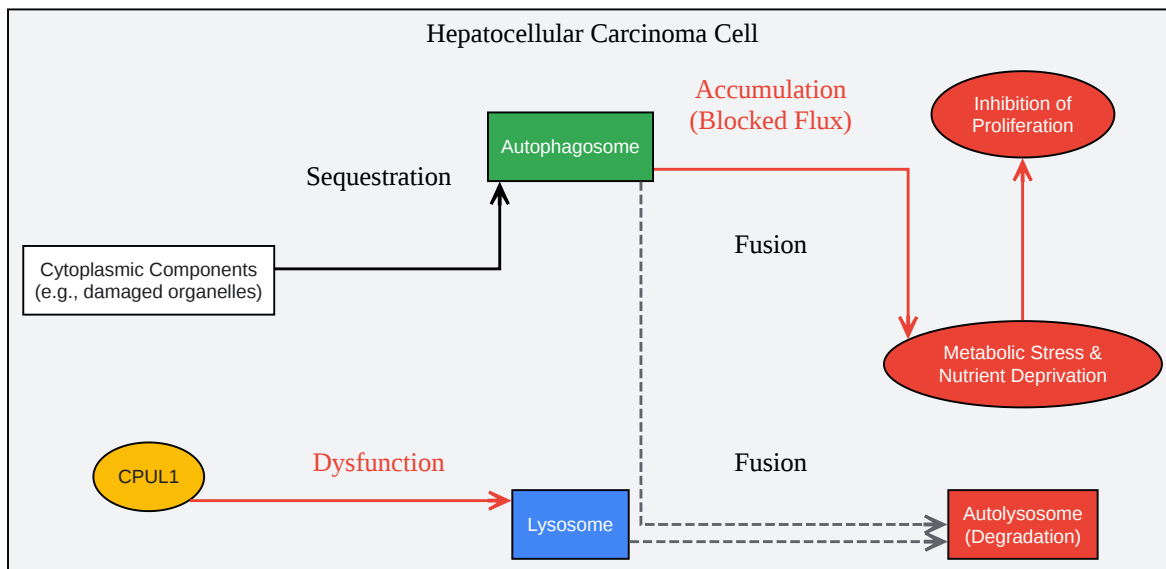 Hepatocellular Carcinoma Cell
Accumulation
(Blocked Flux)
Inhibition of
Proliferation
Autophagosome
Sequestration
Fusion
Cytoplasmic Components
(e.g., damaged organelles)
Metabolic Stress &
Nutrient Deprivation
CPUL1
Dysfunction
Fusion
Lysosome
Autolysosome
(Degradation)